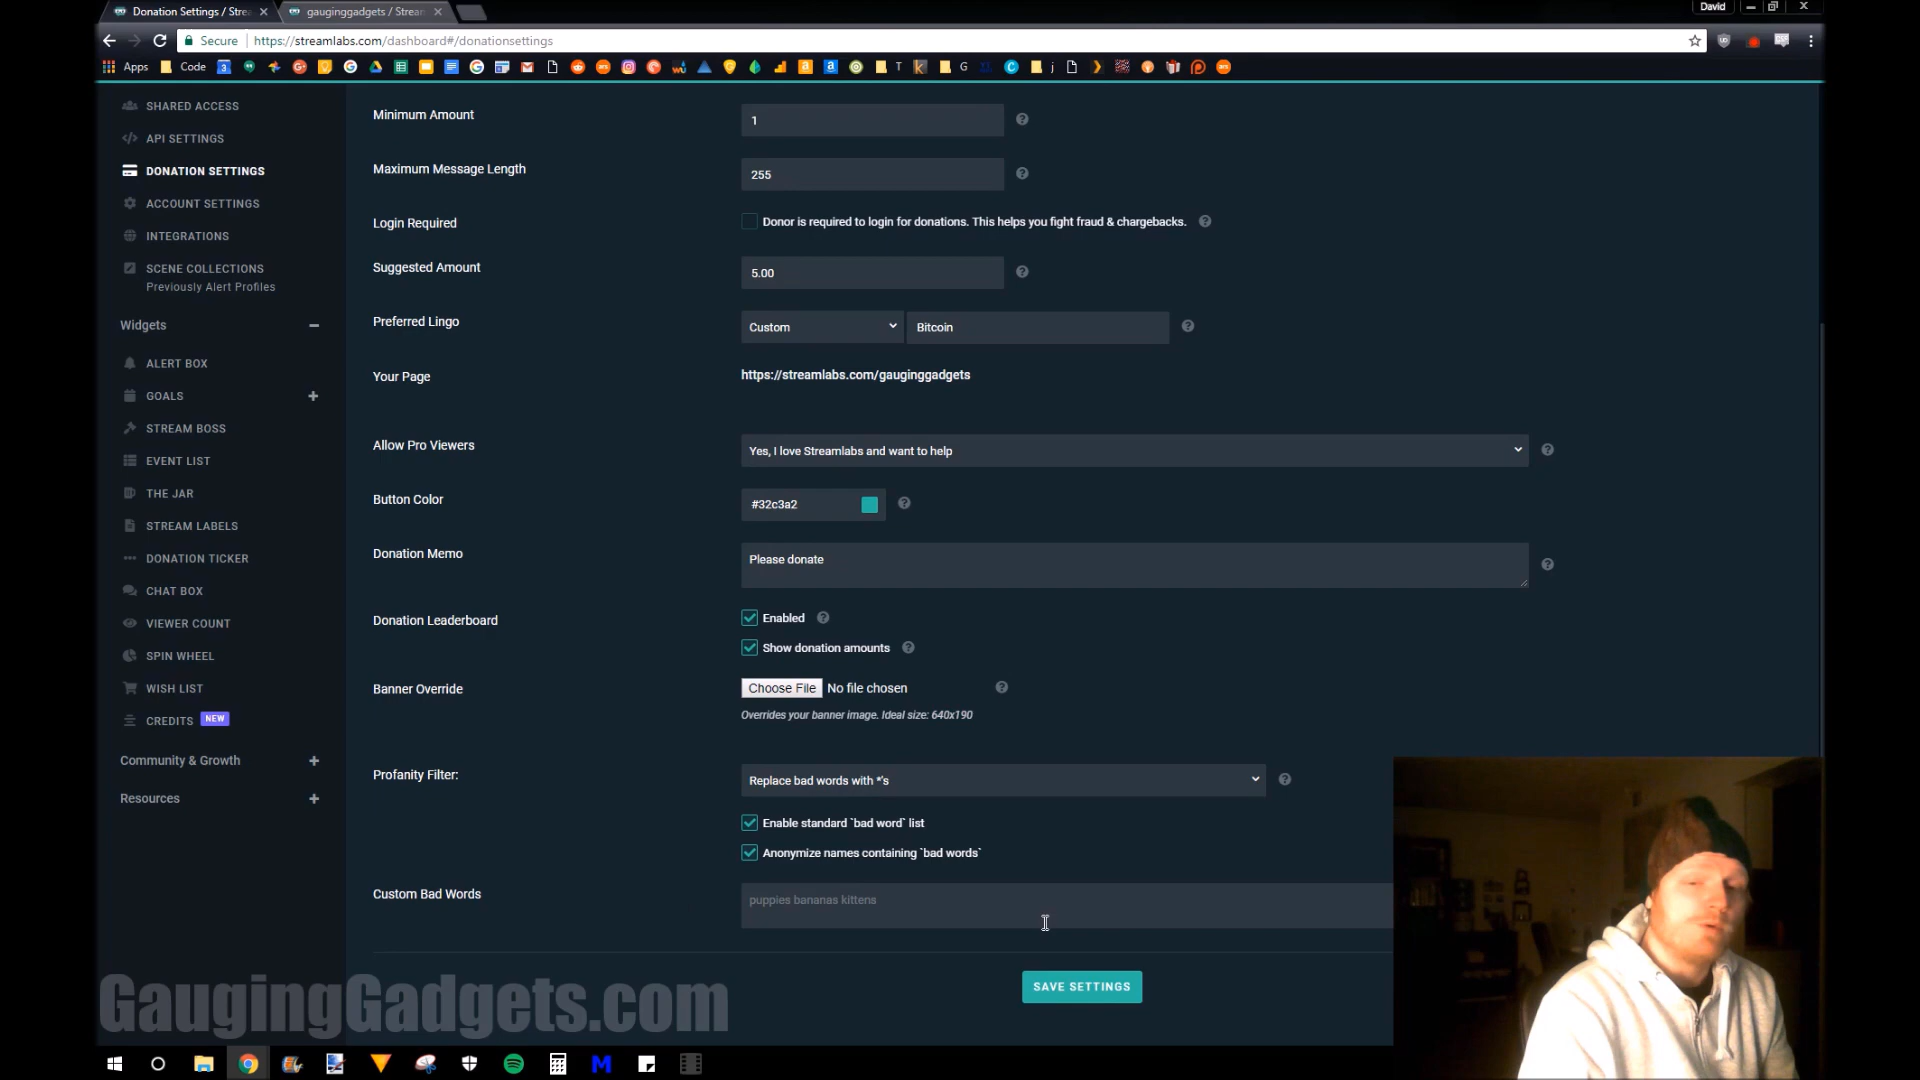 Donation Settings / Stre
gauginggadgets / Stream
David
Secure
https://streamlabs.com/dashboard#/donationsettings
Apps
Code
T
G
j
SHARED ACCESS
API SETTINGS
DONATION SETTINGS
ACCOUNT SETTINGS
INTEGRATIONS
SCENE COLLECTIONS
Previously Alert Profiles
Widgets
ALERT BOX
GOALS
STREAM BOSS
EVENT LIST
THE JAR
STREAM LABELS
DONATION TICKER
CHAT BOX
VIEWER COUNT
SPIN WHEEL
WISH LIST
CREDITS NEW
Community & Growth
Resources
Minimum Amount
1
Maximum Message Length
255
Login Required
Donor is required to login for donations. This helps you fight fraud & chargebacks.
Suggested Amount
5.00
Preferred Lingo
Custom
Bitcoin
Your Page
https://streamlabs.com/gauginggadgets
Allow Pro Viewers
Yes, I love Streamlabs and want to help
Button Color
#32c3a2
Donation Memo
Please donate
Donation Leaderboard
Enabled
Show donation amounts
Banner Override
Choose File No file chosen
Overrides your banner image. Ideal size: 640x190
Profanity Filter:
Replace bad words with *'s
Enable standard `bad word` list
Anonymize names containing `bad words`
Custom Bad Words
puppies bananas kittens
SAVE SETTINGS
GaugingGadgets.com